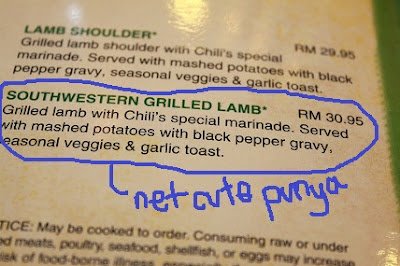 LAMB SHOULDER*
Grilled lamb shoulder with Chili's special RM 29.95
marinade. Served with mashed potatoes with black
pepper gravy, seasonal veggies & garlic toast.
SOUTHWESTERN GRILLED LAMB* RM 30.95
Grilled lamb with Chili's special marinade. Served
with mashed potatoes with black pepper gravy,
seasonal veggies & garlic toast.
net cute punya
TICE: May be cooked to order. Consuming raw or under
ed meats, poultry, seafood, shellfish, or eggs may increase
isk of food-borne illness,